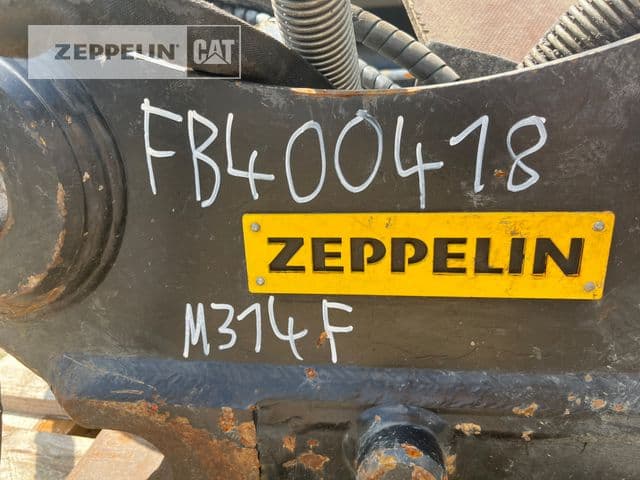 ZEPPELIN CAT
FB400418
ZEPPELIN
M314F